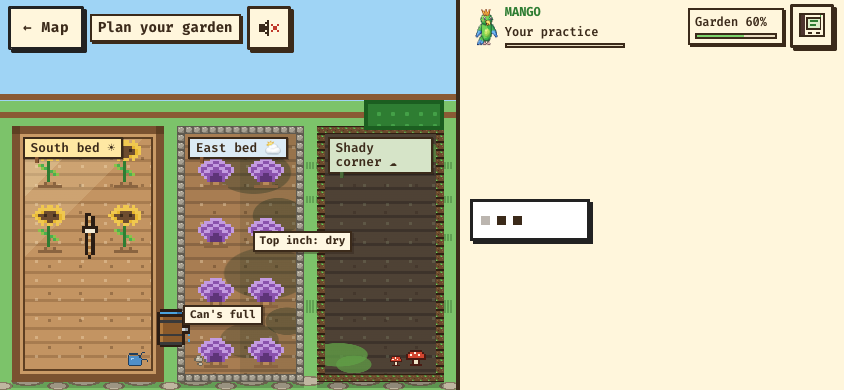 ← Map
Plan your garden
MANGO
Your practice
Garden 60%
South bed ☀
East bed 🌥
Shady
corner ☁
Top inch: dry
Can's full